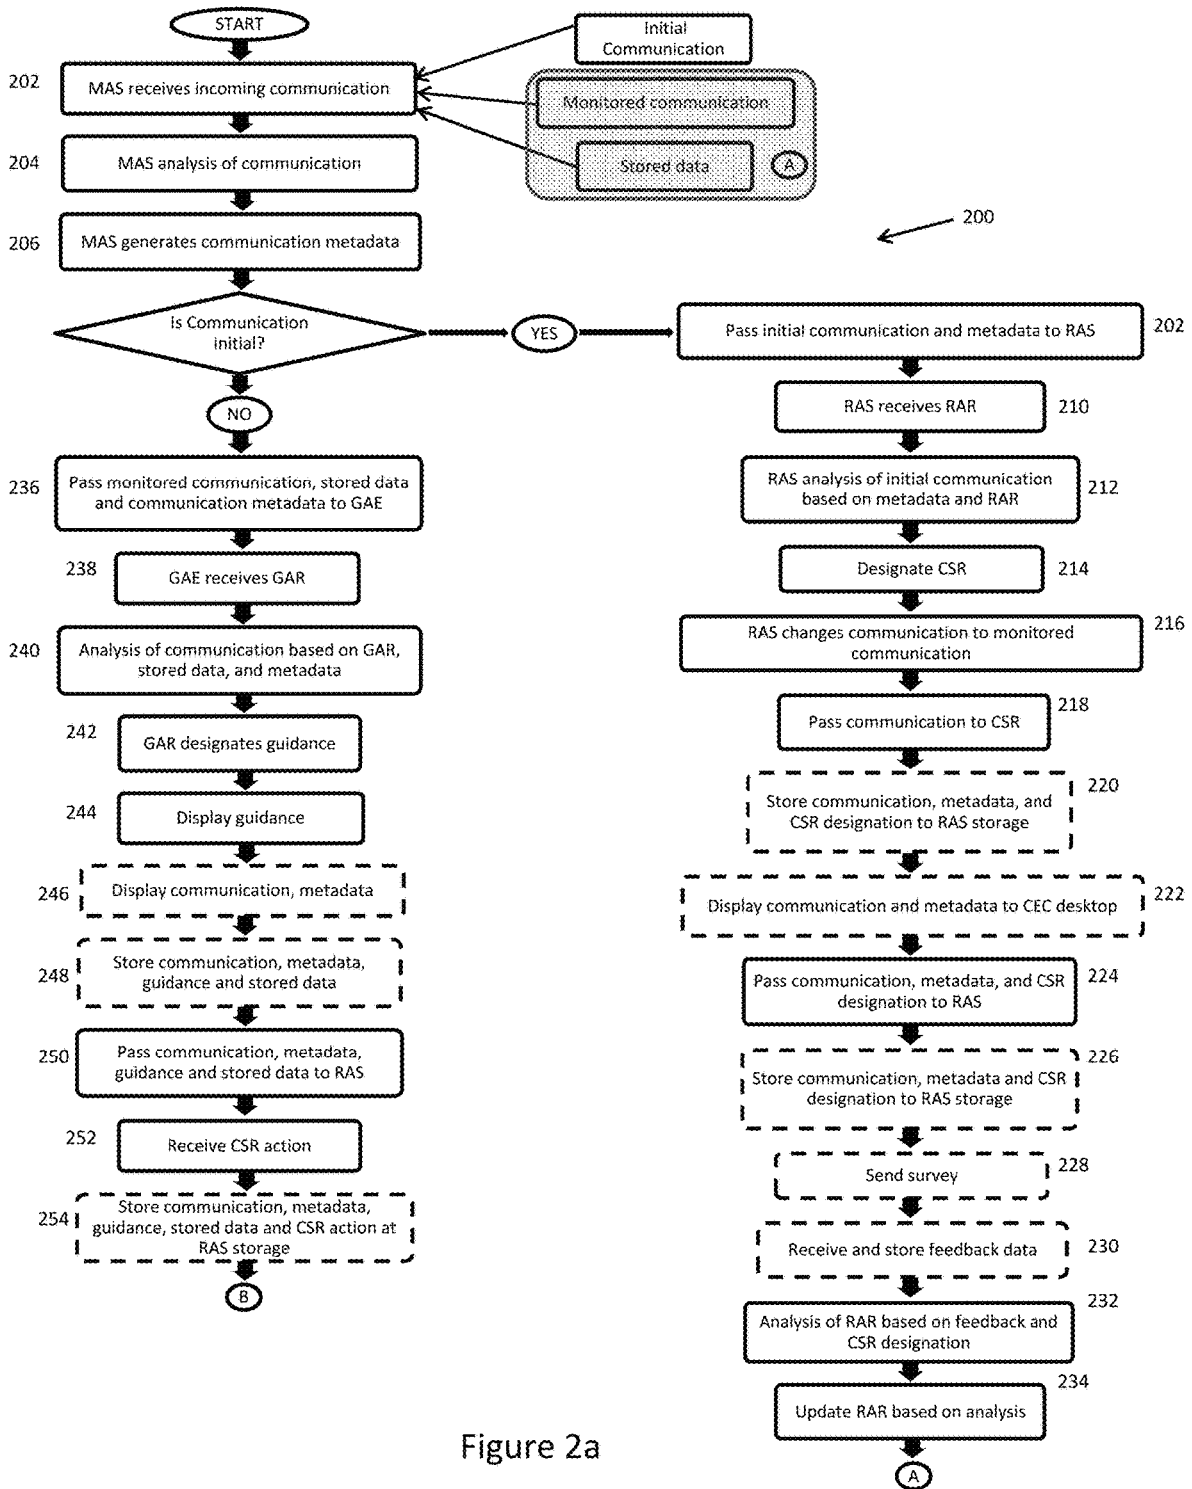 START
Initial
Communication
202
MAS receives incoming communication
Monitored communication
204
MAS analysis of communication
Stored data
A
206
MAS generates communication metadata
200
Is Communication
initial?
YES
Pass initial communication and metadata to RAS
202
NO
RAS receives RAR
210
236
Pass monitored communication, stored data
and communication metadata to GAE
RAS analysis of initial communication
based on metadata and RAR
212
238
GAE receives GAR
Designate CSR
214
240
Analysis of communication based on GAR,
stored data, and metadata
RAS changes communication to monitored
communication
216
242
GAR designates guidance
Pass communication to CSR
218
244
Display guidance
Store communication, metadata, and
CSR designation to RAS storage
220
246
Display communication, metadata
Display communication and metadata to CEC desktop
222
248
Store communication, metadata,
guidance and stored data
Pass communication, metadata, and CSR
designation to RAS
224
250
Pass communication, metadata,
guidance and stored data to RAS
Store communication, metadata and CSR
designation to RAS storage
226
252
Receive CSR action
Send survey
228
254
Store communication, metadata,
guidance, stored data and CSR action at
RAS storage
Receive and store feedback data
230
B
Analysis of RAR based on feedback and
CSR designation
232
Update RAR based on analysis
234
A
Figure 2a